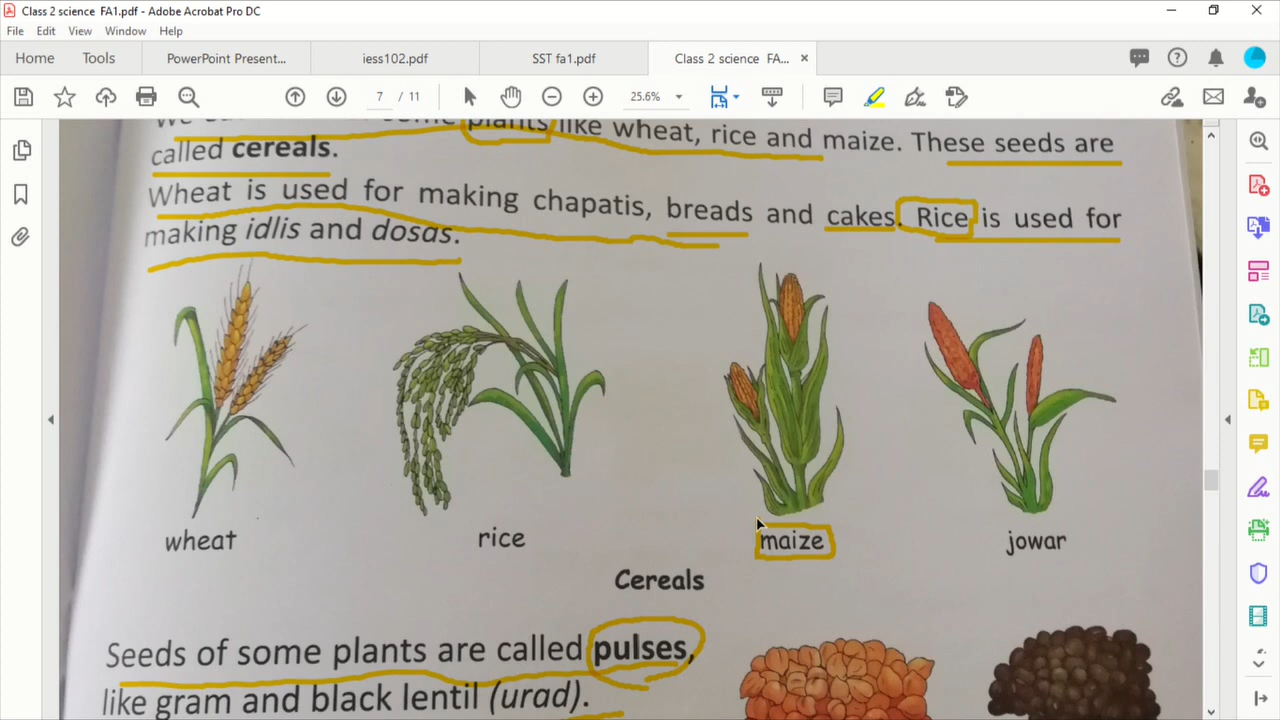 Class 2 science FA1.pdf - Adobe Acrobat Pro DC
File Edit View Window Help
Home Tools PowerPoint Present... iess102.pdf SST fa1.pdf Class 2 science FA...
7 / 11 25.6%
plants like wheat, rice and maize. These seeds are
called cereals.
Wheat is used for making chapatis, breads and cakes. Rice is used for
making idlis and dosas.
wheat rice maize jowar
Cereals
Seeds of some plants are called pulses,
like gram and black lentil (urad).